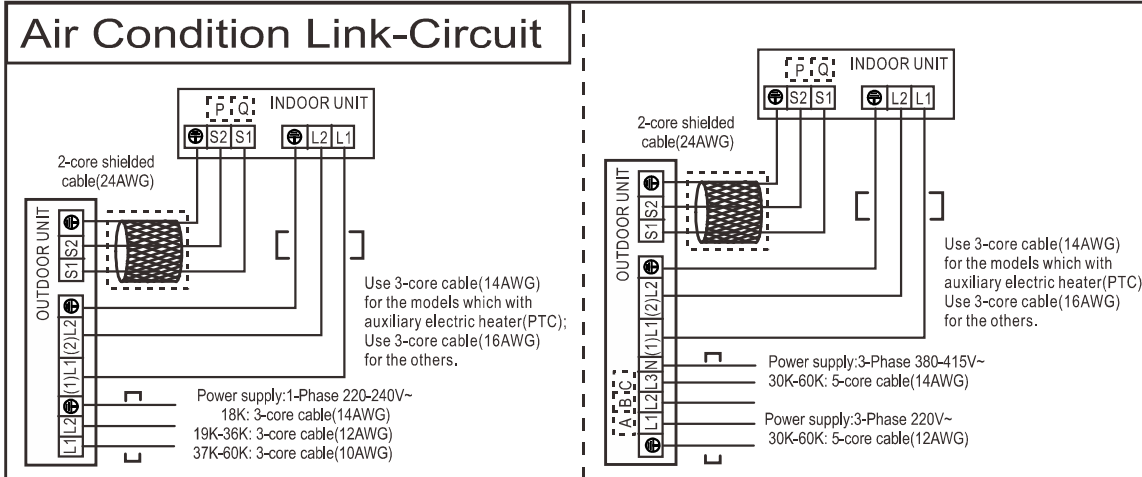 Air Condition Link-Circuit
P Q INDOOR UNIT
S2 S1 L2 L1
2-core shielded
cable(24AWG)
OUTDOOR UNIT
S2
S1
(2)L2
(1)L1
L2
L1
Use 3-core cable(14AWG)
for the models which with
auxiliary electric heater(PTC);
Use 3-core cable(16AWG)
for the others.
Power supply:1-Phase 220-240V~
18K: 3-core cable(14AWG)
19K-36K: 3-core cable(12AWG)
37K-60K: 3-core cable(10AWG)
P Q INDOOR UNIT
S2 S1 L2 L1
2-core shielded
cable(24AWG)
OUTDOOR UNIT
S2
S1
(2)L2
(1)L1
N
C L3
B L2
A L1
Use 3-core cable(14AWG)
for the models which with
auxiliary electric heater(PTC)
Use 3-core cable(16AWG)
for the others.
Power supply:3-Phase 380-415V~
30K-60K: 5-core cable(14AWG)
Power supply:3-Phase 220V~
30K-60K: 5-core cable(12AWG)